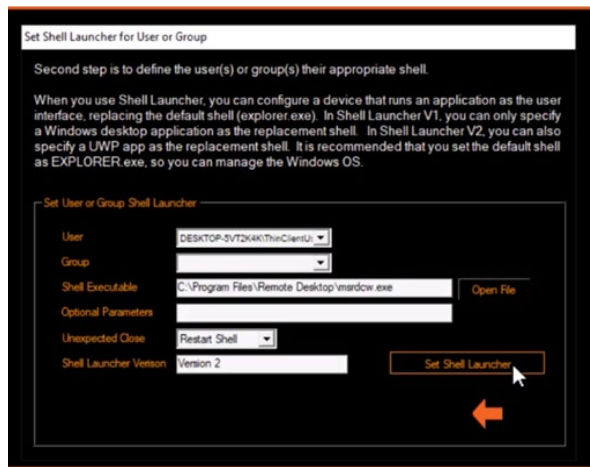 Set Shell Launcher for User or Group
Second step is to define the user(s) or group(s) their appropriate shell.
When you use Shell Launcher, you can configure a device that runs an application as the user
interface, replacing the default shell (explorer.exe). In Shell Launcher V1, you can only specify
a Windows desktop application as the replacement shell. In Shell Launcher V2, you can also
specify a UWP app as the replacement shell. It is recommended that you set the default shell
as EXPLORER.exe, so you can manage the Windows OS.
Set User or Group Shell Launcher
User DESKTOP-5VT2K4K\ThinClientU
Group
Shell Executable C:\Program Files\Remote Desktop\msrdcw.exe Open File
Optional Parameters
Unexpected Close Restart Shell
Shell Launcher Verison Version 2 Set Shell Launcher